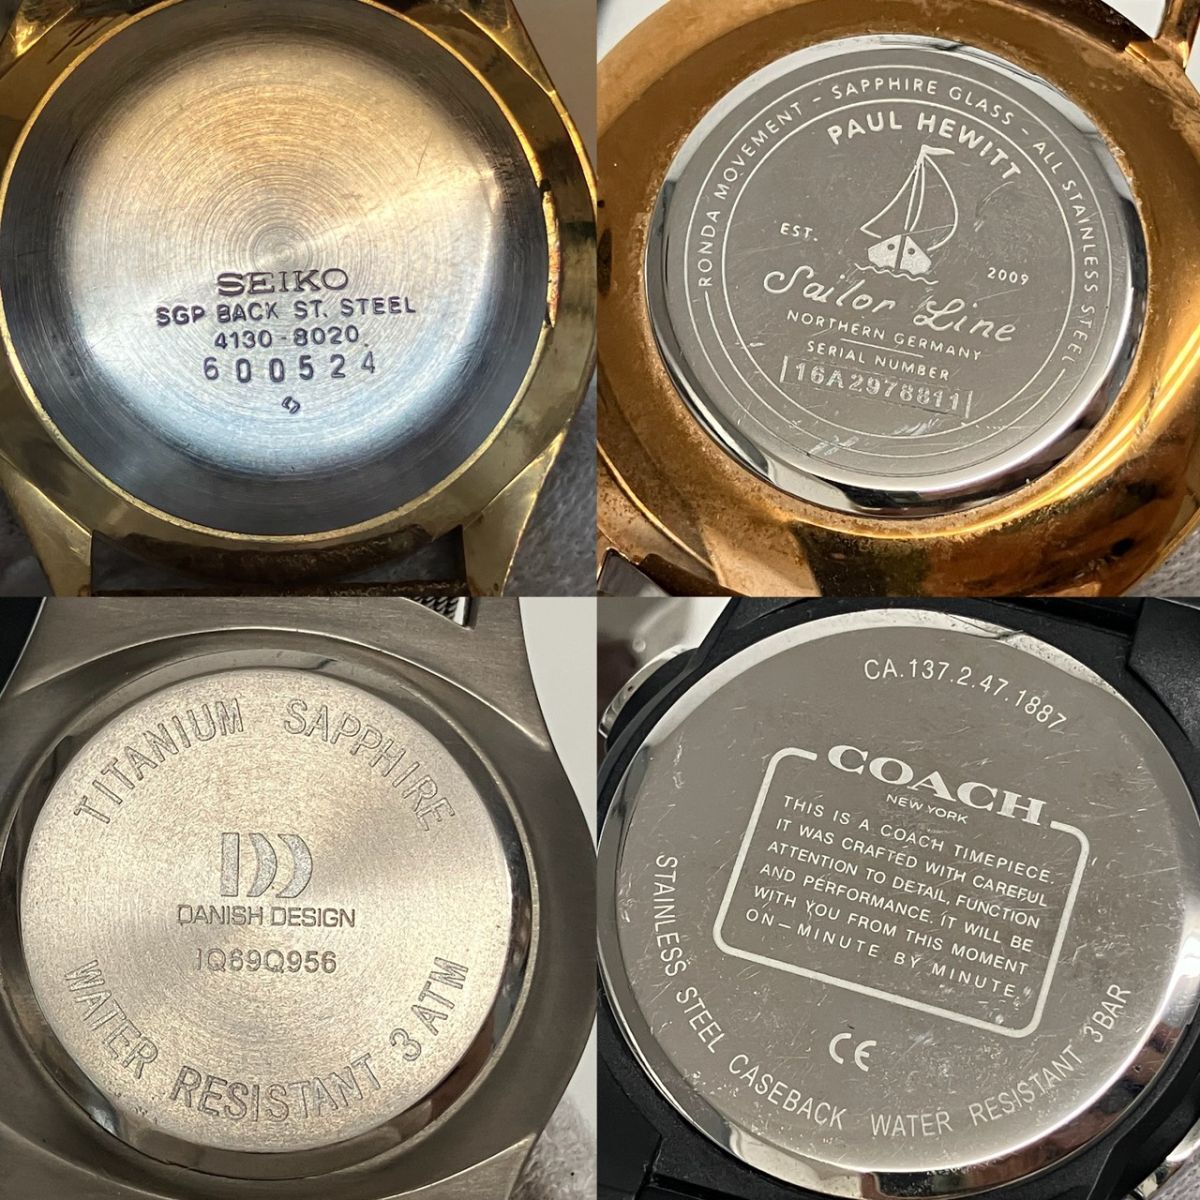 SEIKO
SGP BACK ST. STEEL
4130-8020
600524
RONDA MOVEMENT - SAPPHIRE GLASS - ALL STAINLESS STEEL
PAUL HEWITT
EST. 2009
Sailor Line
NORTHERN GERMANY
SERIAL NUMBER
16A2978811
TITANIUM SAPPHIRE
DANISH DESIGN
IQ69Q956
WATER RESISTANT 3 ATM
CA.137.2.47.1887
COACH
NEW YORK
THIS IS A COACH TIMEPIECE.
IT WAS CRAFTED WITH CAREFUL
ATTENTION TO DETAIL, FUNCTION
AND PERFORMANCE. IT WILL BE
WITH YOU FROM THIS MOMENT
ON—MINUTE BY MINUTE.
CE
STAINLESS STEEL CASEBACK WATER RESISTANT 3BAR